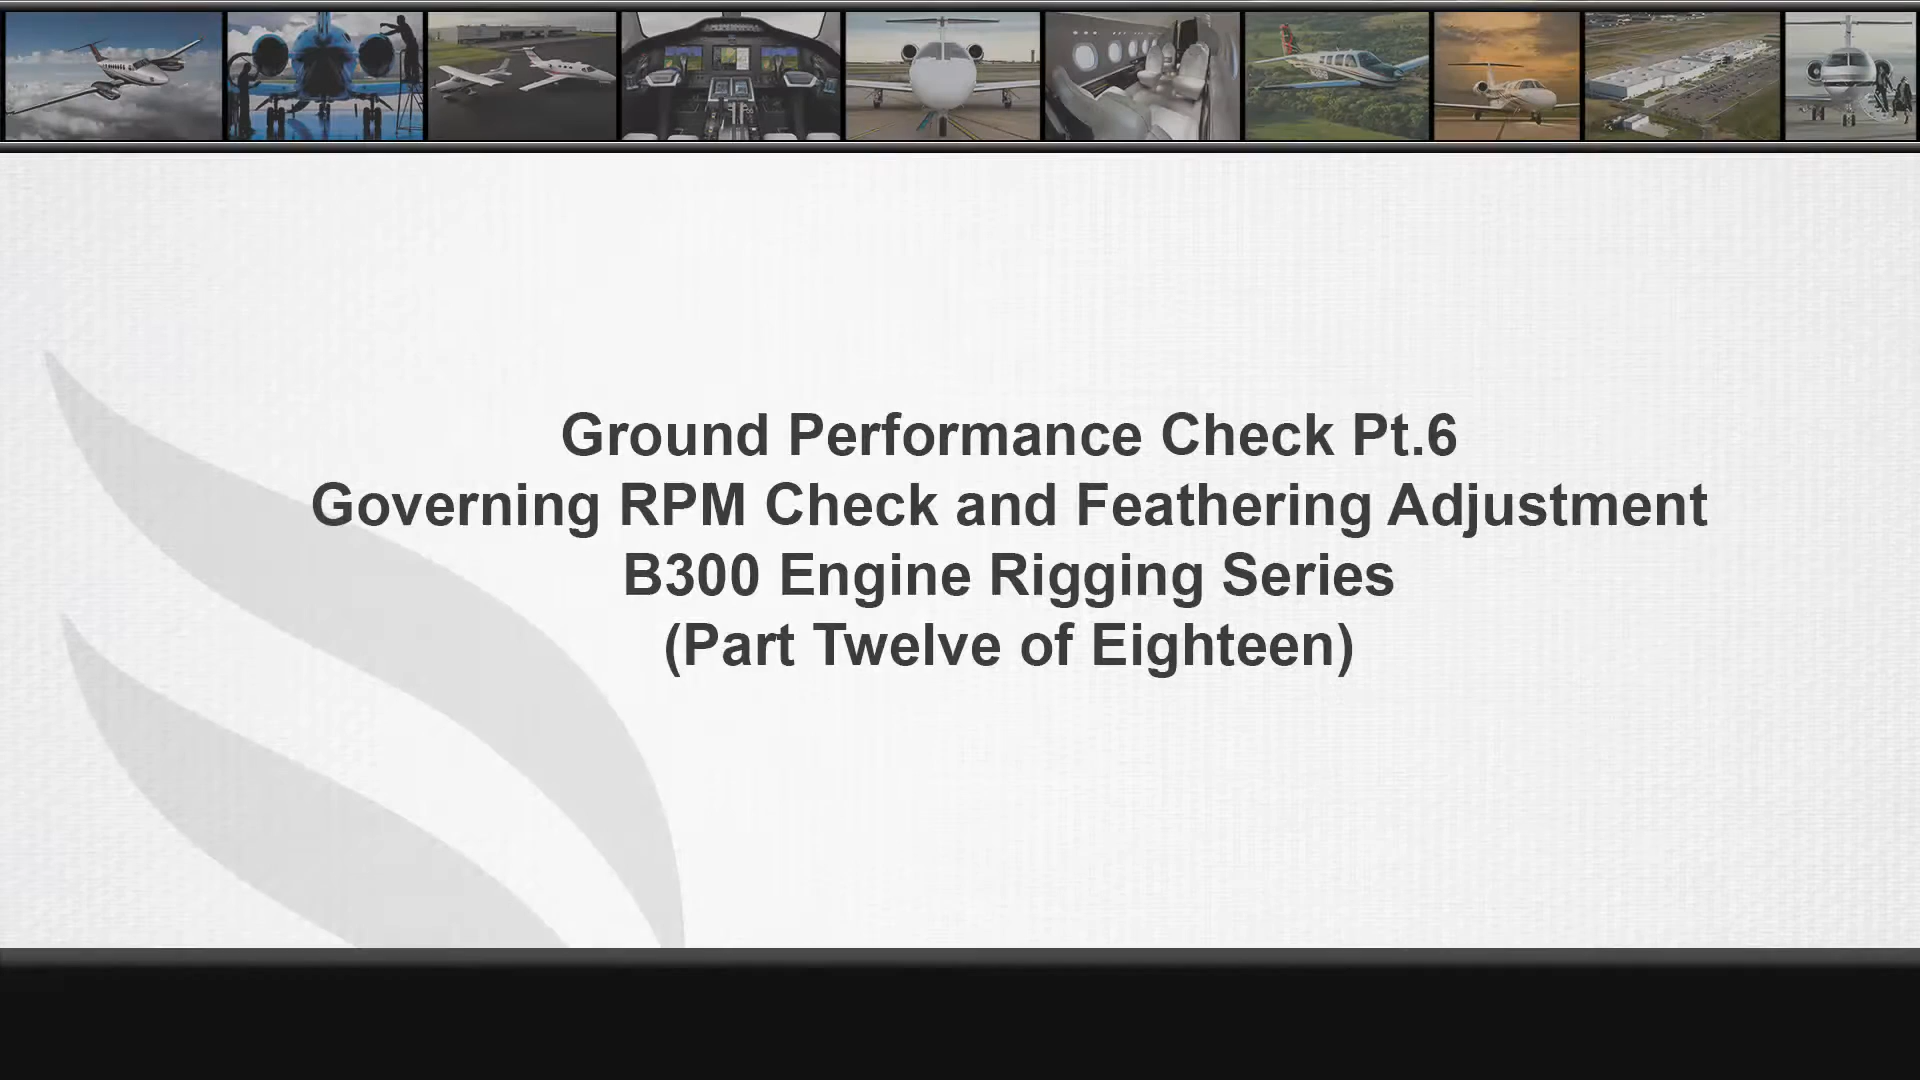 Ground Performance Check Pt.6
Governing RPM Check and Feathering Adjustment
B300 Engine Rigging Series
(Part Twelve of Eighteen)